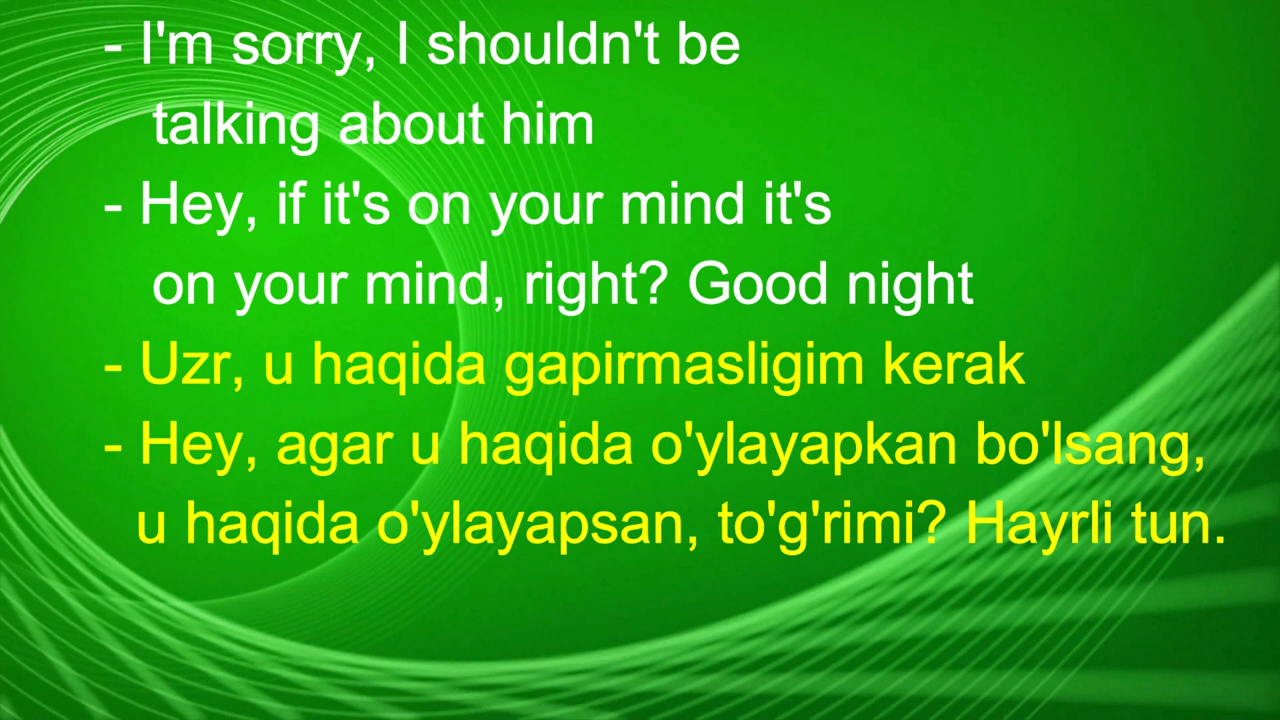 - I'm sorry, I shouldn't be
talking about him
- Hey, if it's on your mind it's
on your mind, right? Good night
- Uzr, u haqida gapirmasligim kerak
- Hey, agar u haqida o'ylayapkan bo'lsang,
u haqida o'ylayapsan, to'g'rimi? Hayrli tun.